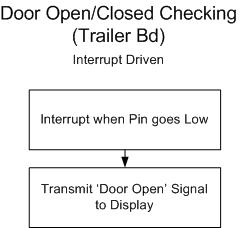 Door Open/Closed Checking
(Trailer Bd)
Interrupt Driven
Interrupt when Pin goes Low
Transmit ‘Door Open’ Signal
to Display